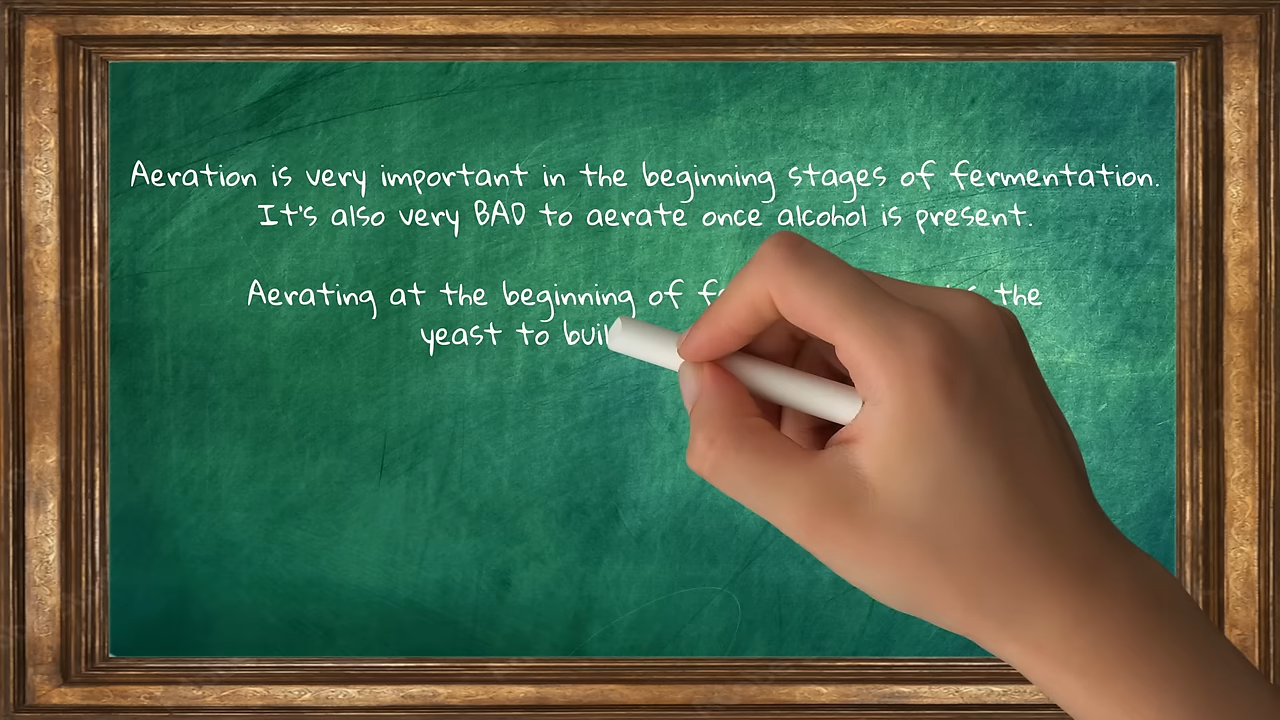 Aeration is very important in the beginning stages of fermentation.
It's also very BAD to aerate once alcohol is present.
Aerating at the beginning of the
yeast to